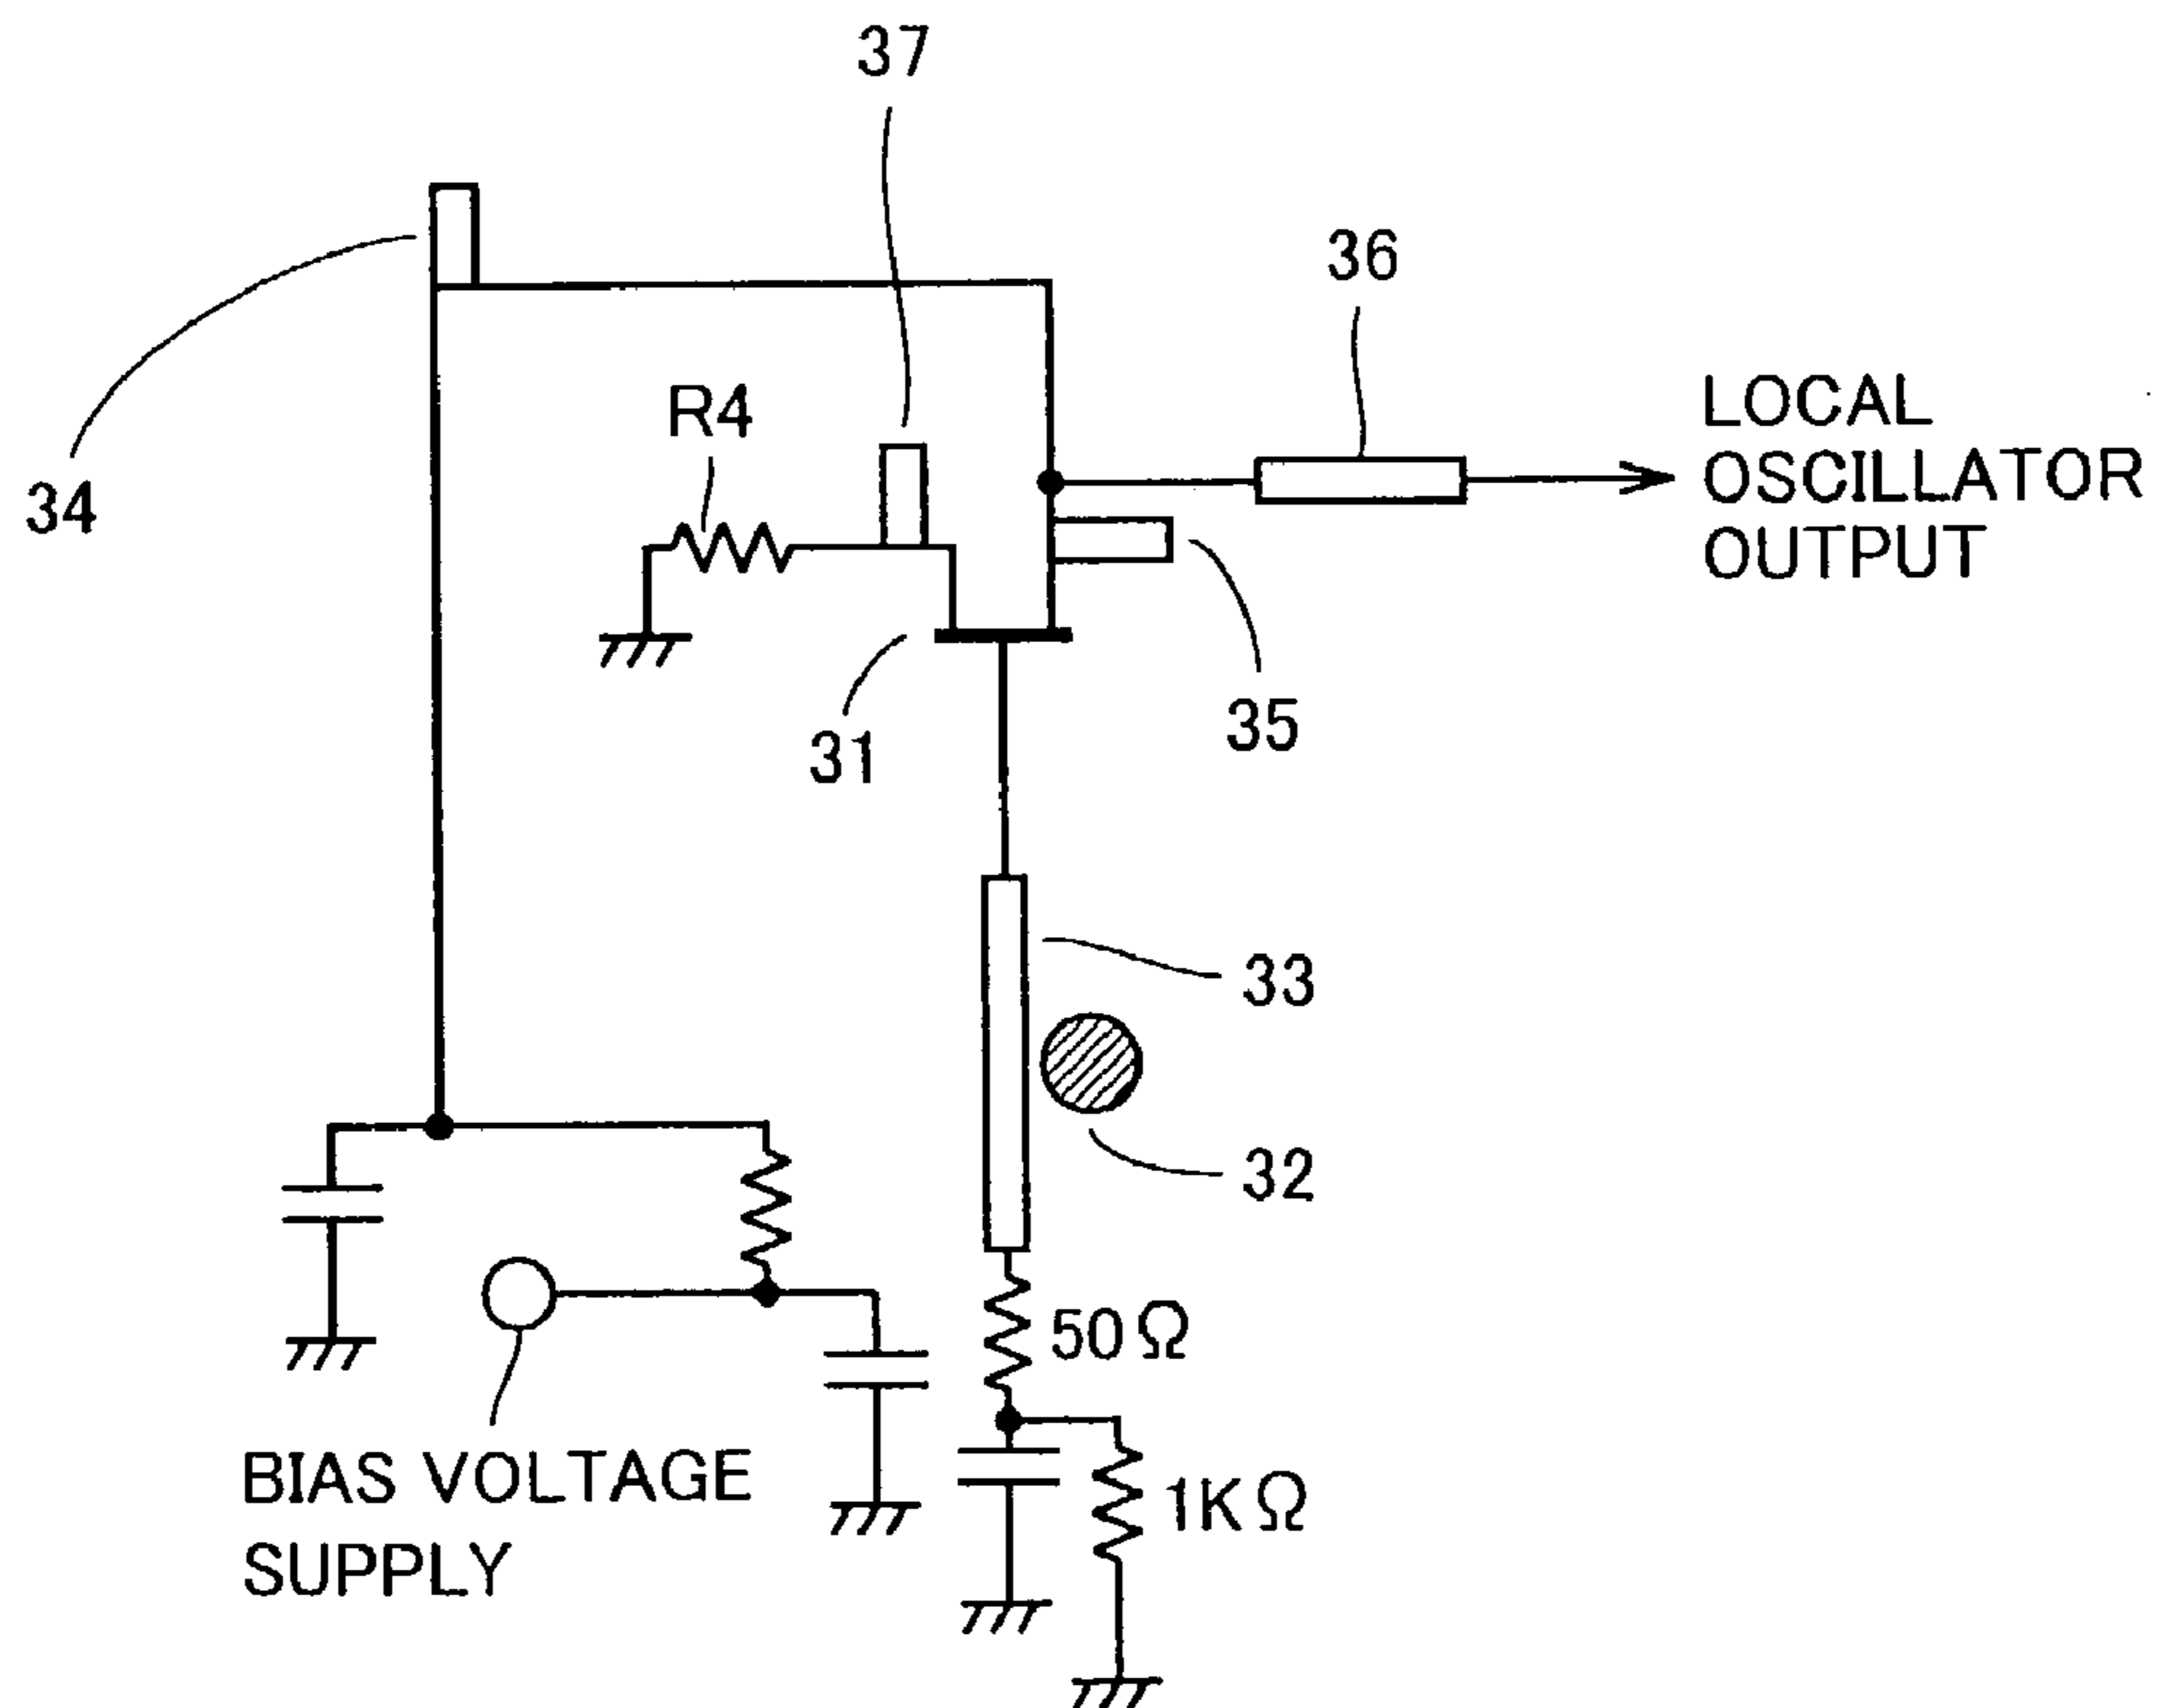 37
36
R4
LOCAL
OSCILLATOR
OUTPUT
34
35
31
33
32
50Ω
BIAS VOLTAGE
SUPPLY
1KΩ